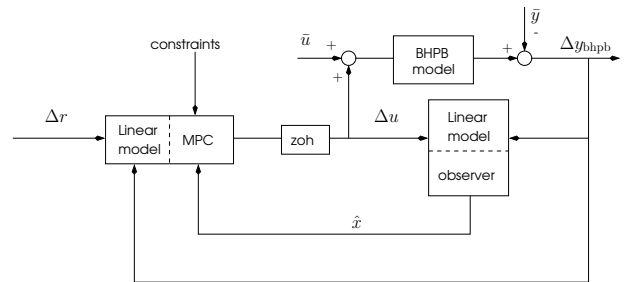 ȳ
ū
+
+
+
-
Δy_bhpb
BHPB
model
constraints
Δr
Linear
model
MPC
zoh
Δu
Linear
model
observer
x̂